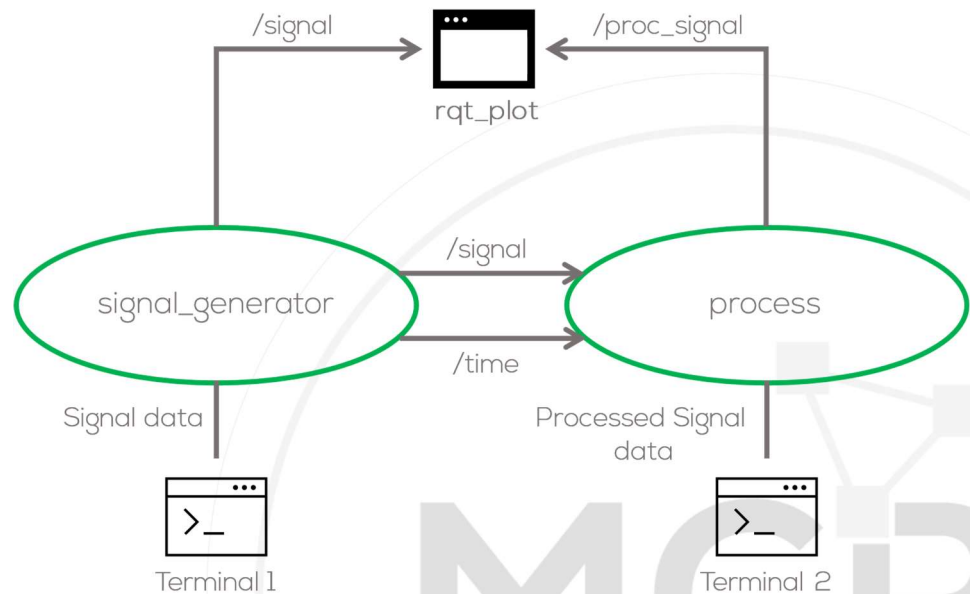 /signal
/proc_signal
rqt_plot
/signal
signal_generator
process
/time
Signal data
Processed Signal
data
Terminal 1
Terminal 2